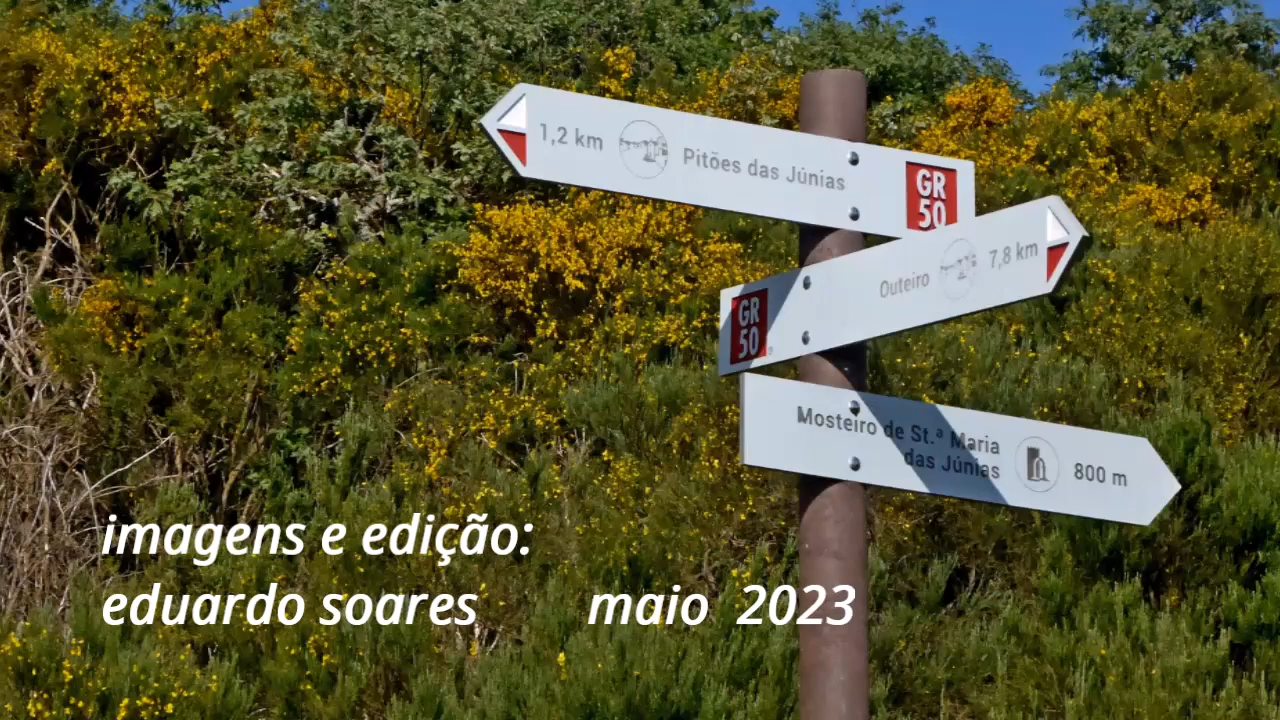 1,2 km Pitões das Júnias
GR
50
Outeiro 7,8 km
GR
50
Mosteiro de St.ª Maria
das Júnias
800 m
imagens e edição:
eduardo soares maio 2023